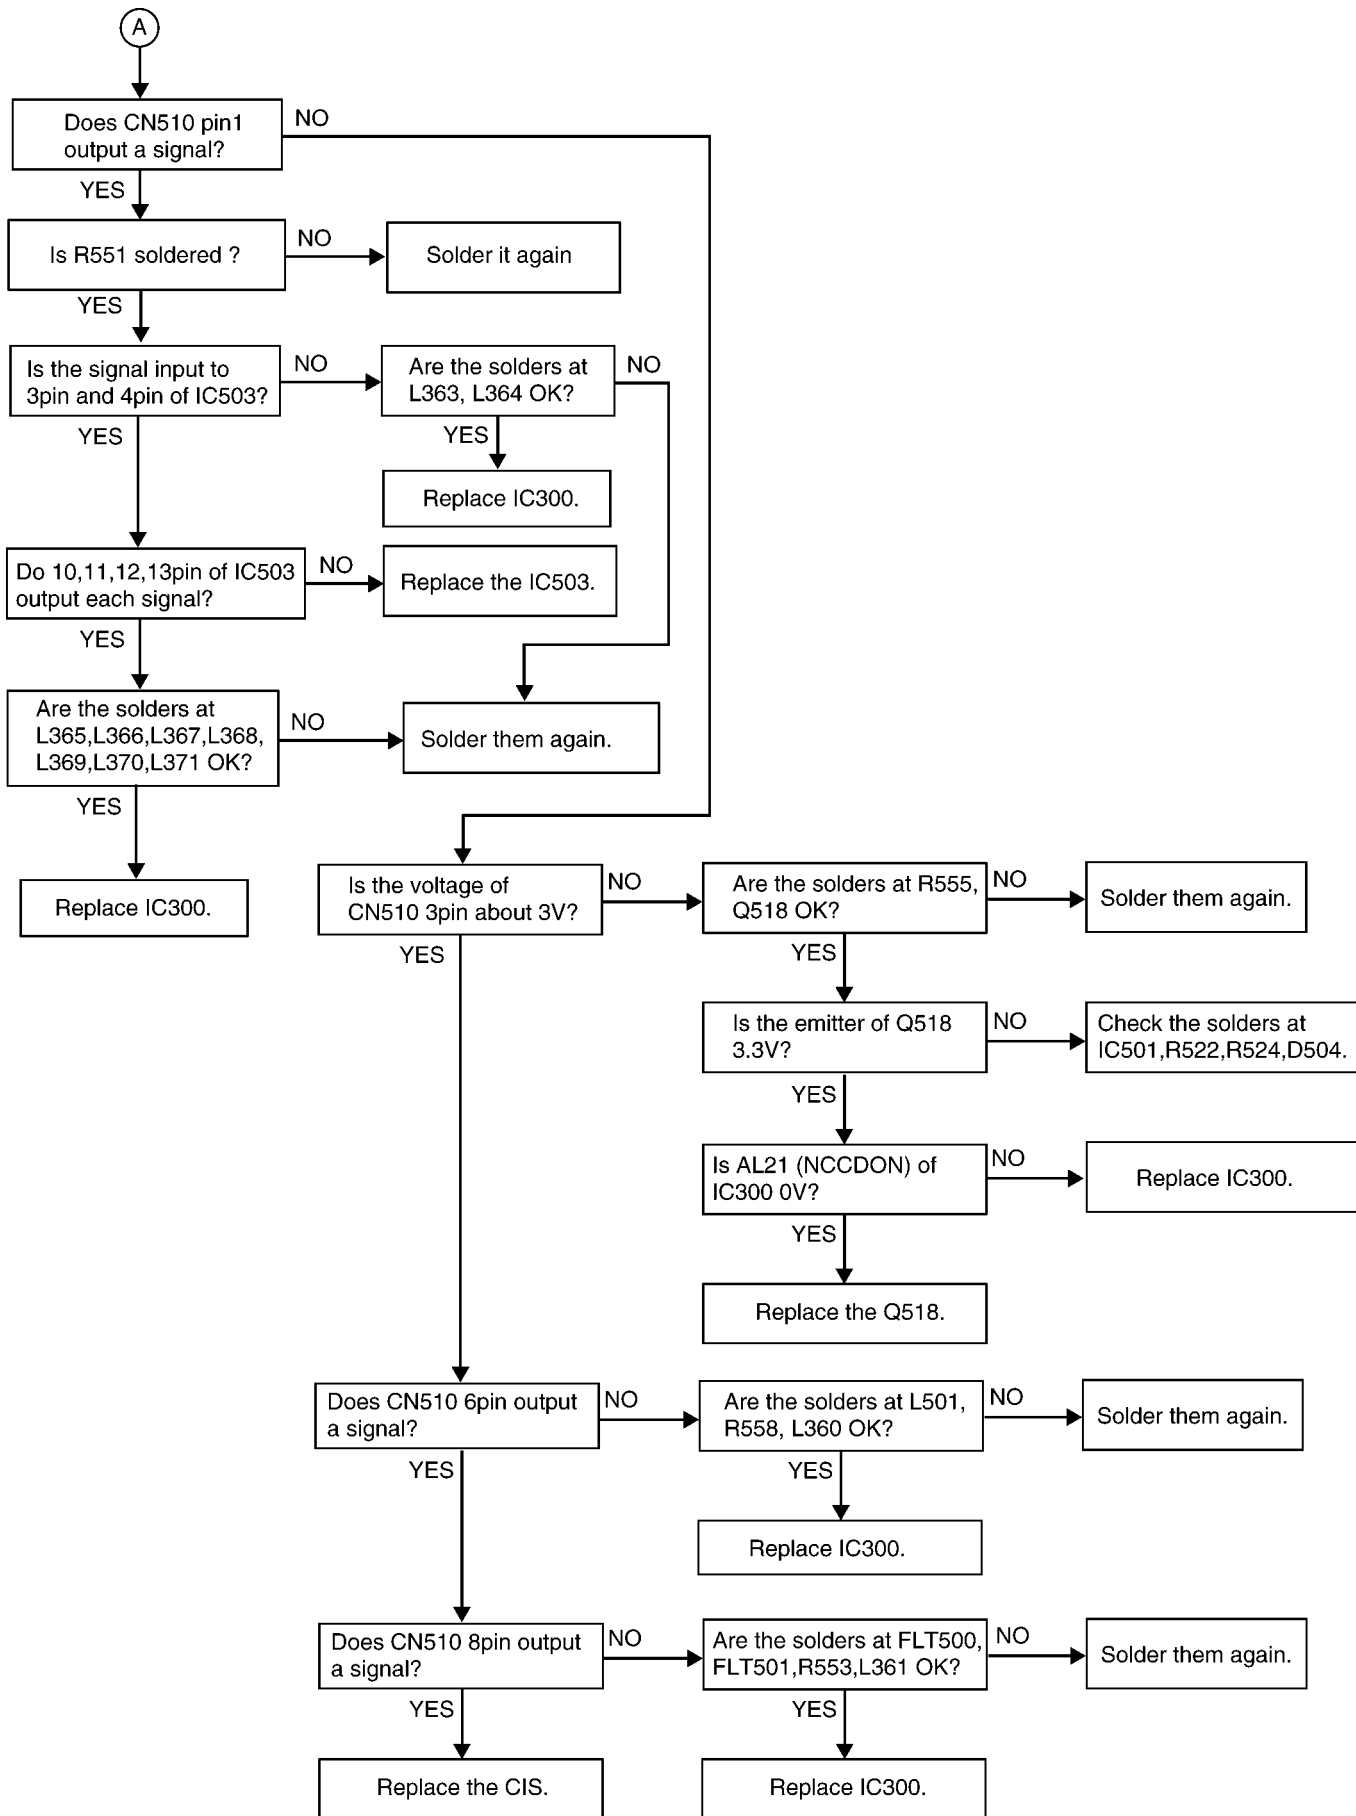 A
Does CN510 pin1
output a signal?
NO
YES
Is R551 soldered ?
NO
Solder it again
YES
Is the signal input to
3pin and 4pin of IC503?
NO
Are the solders at
L363, L364 OK?
NO
YES
YES
Replace IC300.
Do 10,11,12,13pin of IC503
output each signal?
NO
Replace the IC503.
YES
Are the solders at
L365,L366,L367,L368,
L369,L370,L371 OK?
NO
Solder them again.
YES
Replace IC300.
Is the voltage of
CN510 3pin about 3V?
NO
Are the solders at R555,
Q518 OK?
NO
Solder them again.
YES
YES
Is the emitter of Q518
3.3V?
NO
Check the solders at
IC501,R522,R524,D504.
YES
Is AL21 (NCCDON) of
IC300 0V?
NO
Replace IC300.
YES
Replace the Q518.
Does CN510 6pin output
a signal?
NO
Are the solders at L501,
R558, L360 OK?
NO
Solder them again.
YES
YES
Replace IC300.
Does CN510 8pin output
a signal?
NO
Are the solders at FLT500,
FLT501,R553,L361 OK?
NO
Solder them again.
YES
YES
Replace the CIS.
Replace IC300.